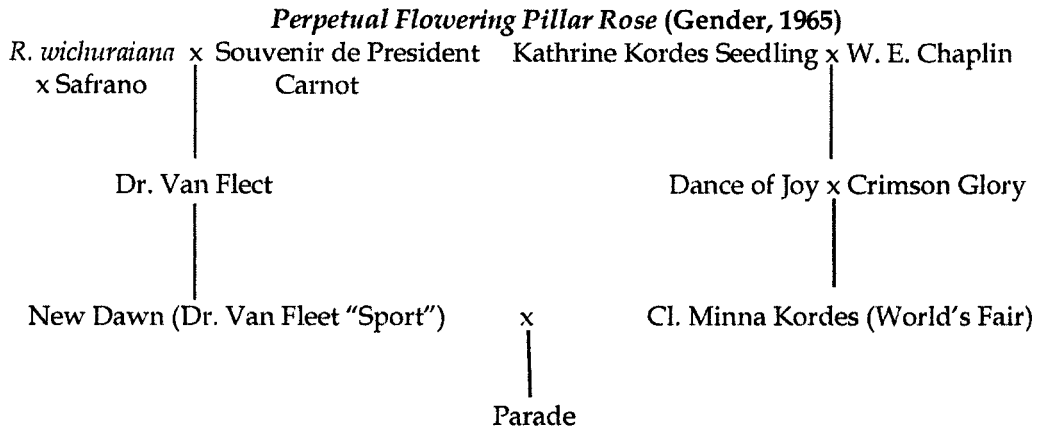 Perpetual Flowering Pillar Rose (Gender, 1965)
R. wichuraiana x Souvenir de President Kathrine Kordes Seedling x W. E. Chaplin
x Safrano Carnot
Dr. Van Flect Dance of Joy x Crimson Glory
New Dawn (Dr. Van Fleet "Sport") x Cl. Minna Kordes (World's Fair)
Parade